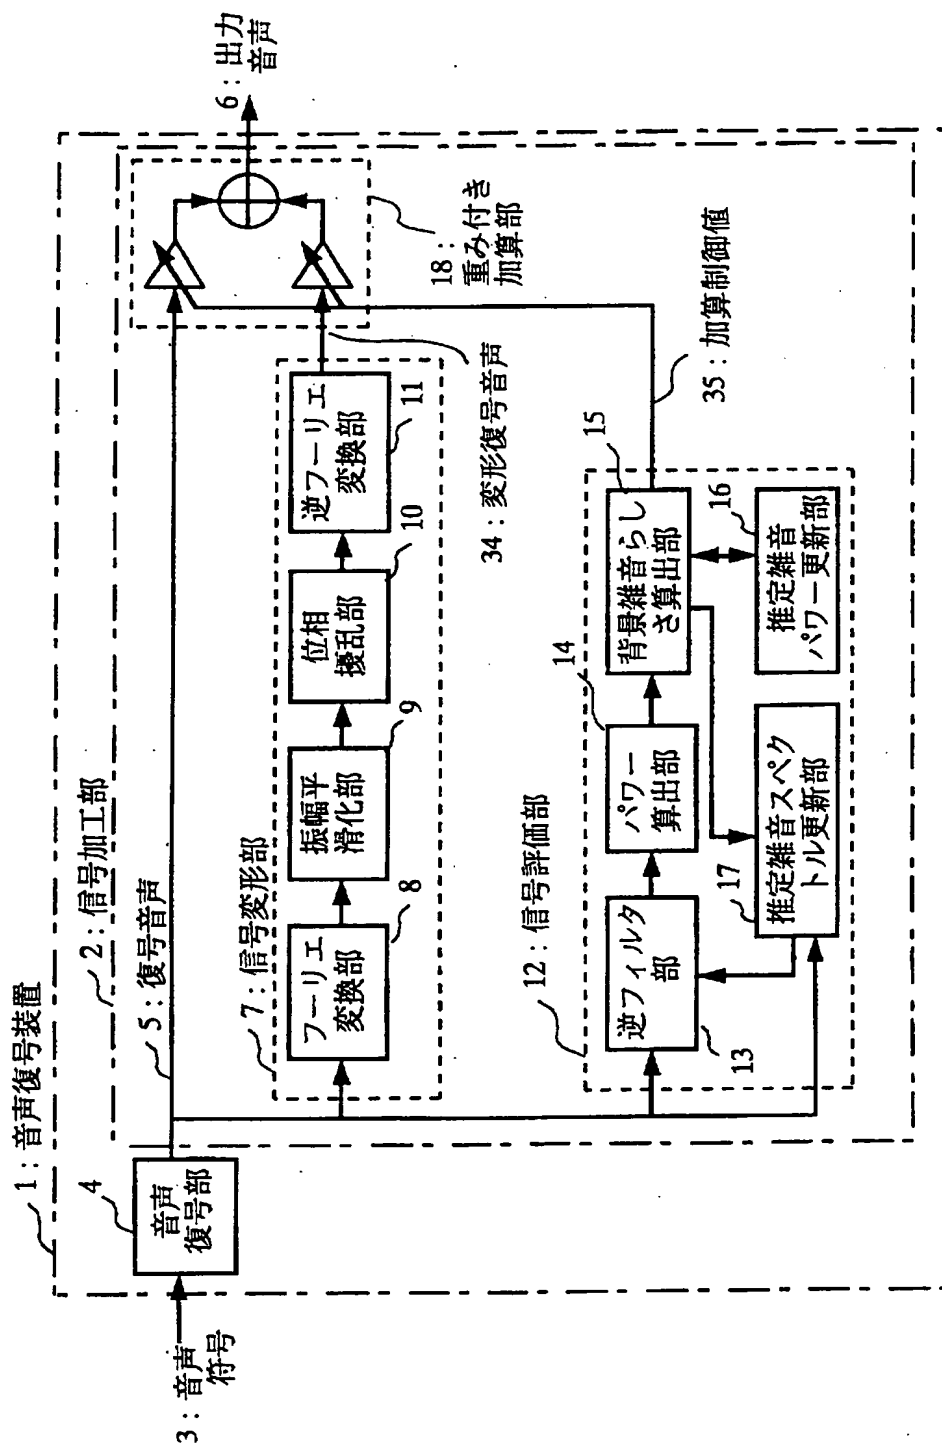 1：音声復号装置
2：信号加工部
3：音声
符号
4
音声
復号部
5：復号音声
6：出力
音声
7：信号変形部
フーリエ
変換部
8
振幅平
滑化部
9
位相
擾乱部
10
逆フーリエ
変換部
11
34：変形復号音声
18：
重み付き
加算部
12：信号評価部
逆フィルタ
部
13
パワー
算出部
14
背景雑音らし
さ算出部
15
推定雑音
パワー更新部
16
推定雑音スペク
トル更新部
17
35：加算制御値